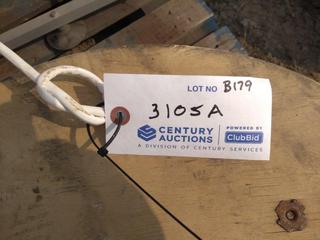 LOT NO B179
3105A
CENTURY AUCTIONS
POWERED BY ClubBid
A DIVISION OF CENTURY SERVICES